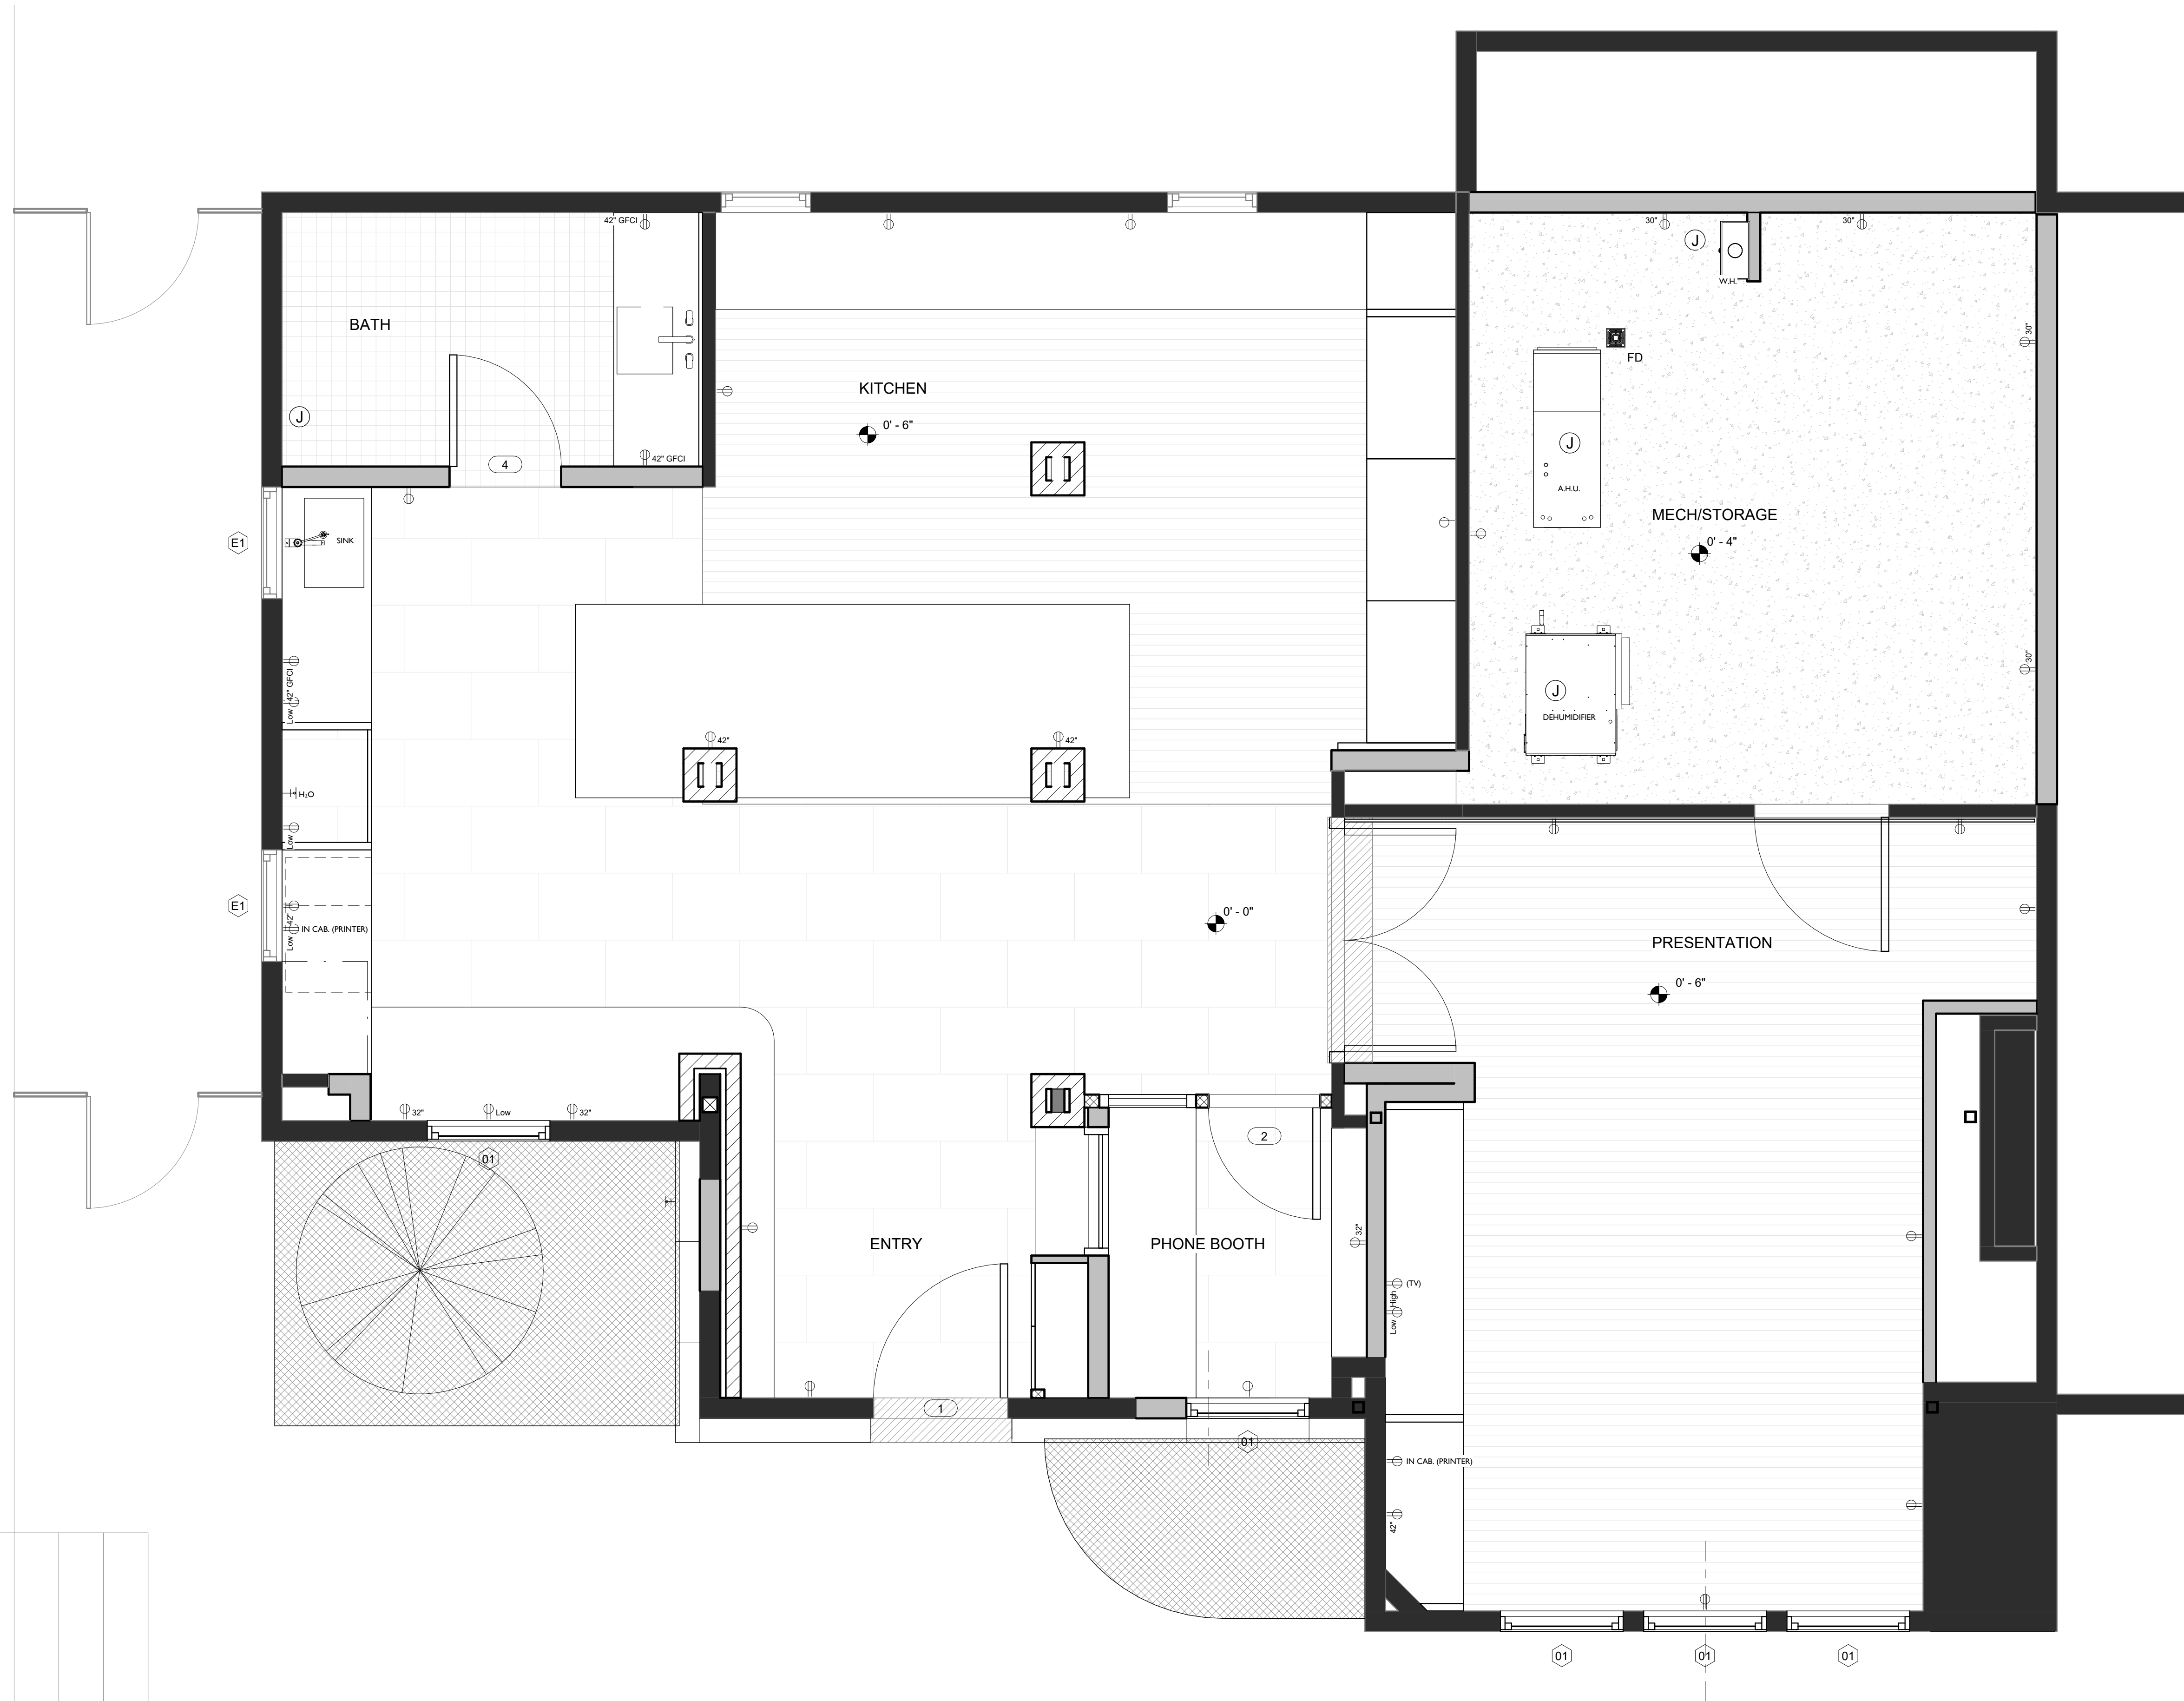 42" GFCI
30"
J
30"
W.H.
BATH
30"
FD
KITCHEN
J
0' - 6"
J
42" GFCI
4
A.H.U.
MECH/STORAGE
E1
SINK
0' - 4"
Low
42" GFCI
30"
J
DEHUMIDIFIER
42"
42"
H₂O
Low
E1
Low
42"
IN CAB. (PRINTER)
0' - 0"
PRESENTATION
0' - 6"
32"
Low
32"
01
2
ENTRY
PHONE BOOTH
32"
(TV)
Low
High
1
01
IN CAB. (PRINTER)
42"
01
01
01